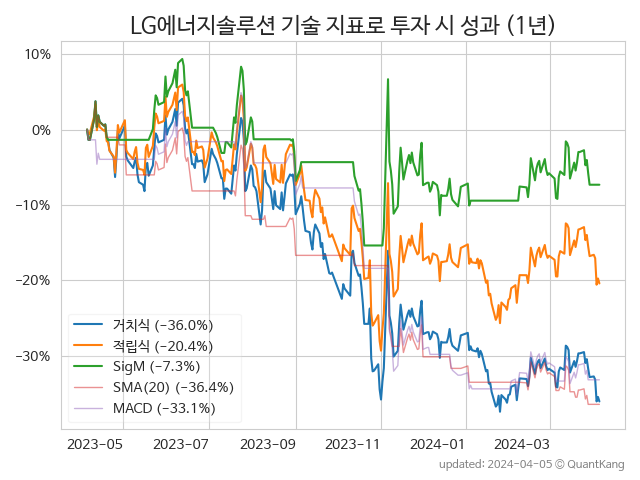 LG에너지솔루션 기술 지표로 투자 시 성과 (1년)
10%
0%
−10%
−20%
−30%
거치식 (−36.0%)
적립식 (−20.4%)
SigM (−7.3%)
SMA(20) (−36.4%)
MACD (−33.1%)
2023−05 2023−07 2023−09 2023−11 2024−01 2024−03
updated: 2024−04−05 © QuantKang